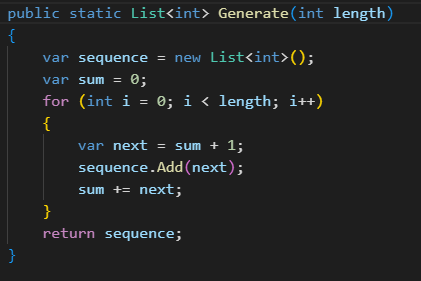 public static List<int> Generate(int length)
{
    var sequence = new List<int>();
    var sum = 0;
    for (int i = 0; i < length; i++)
    {
        var next = sum + 1;
        sequence.Add(next);
        sum += next;
    }
    return sequence;
}